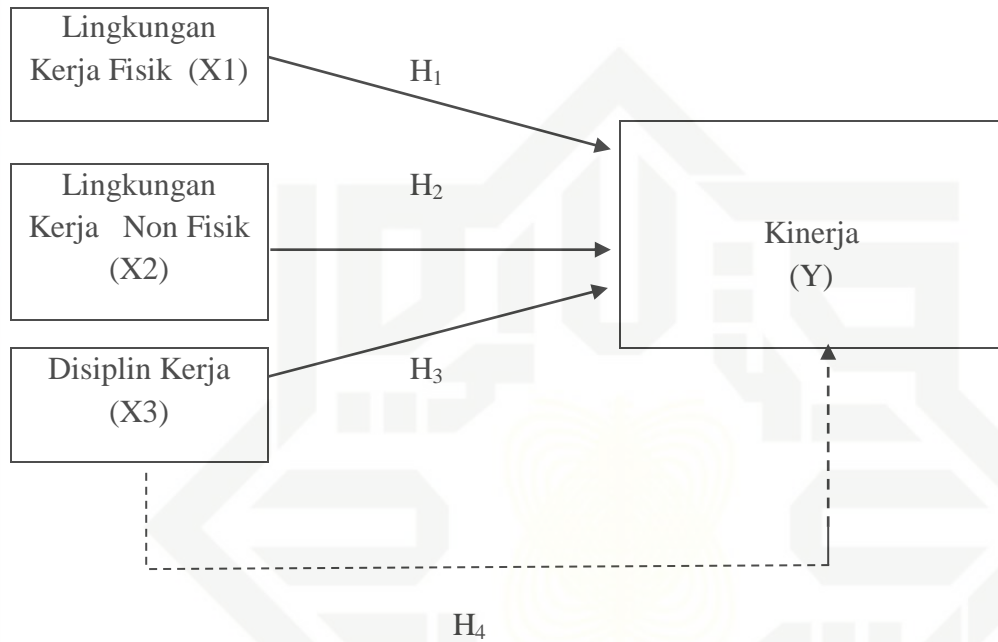 Lingkungan
Kerja Fisik (X1)
H₁
Lingkungan
Kerja Non Fisik
(X2)
H₂
Kinerja
(Y)
Disiplin Kerja
(X3)
H₃
H₄